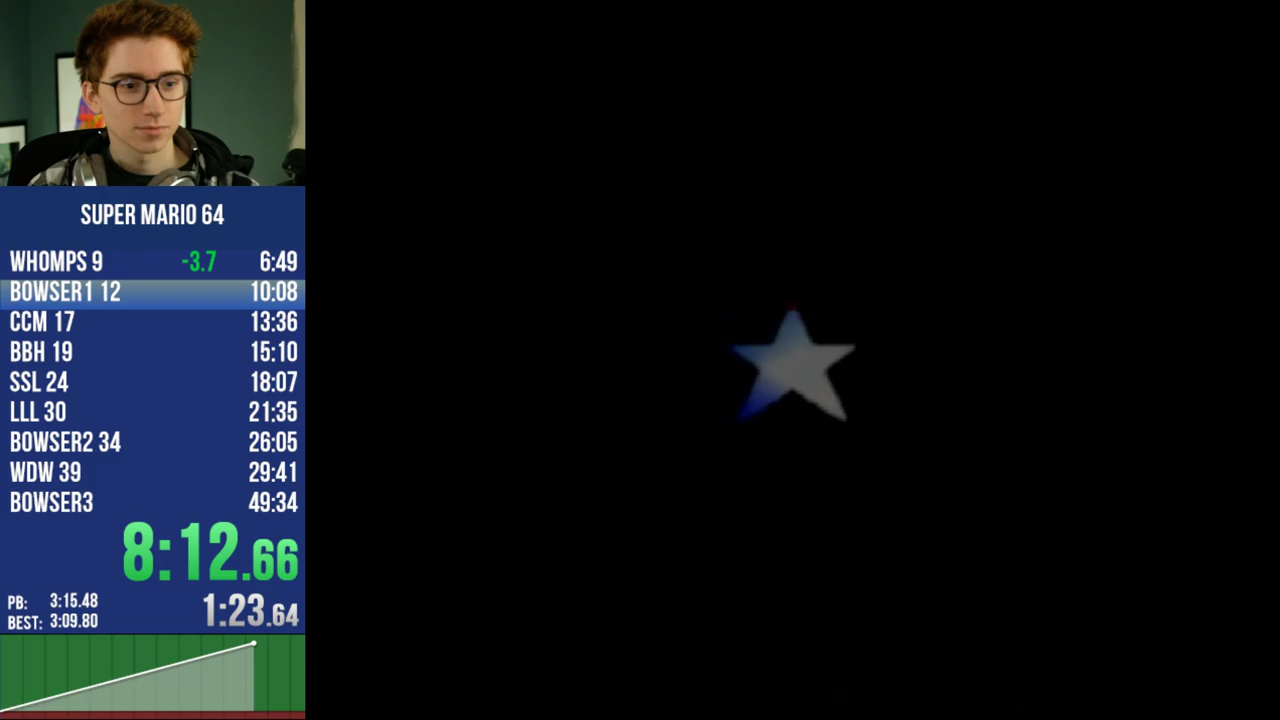 SUPER MARIO 64
WHOMPS 9 -3.7 6:49
BOWSER1 12 10:08
CCM 17 13:36
BBH 19 15:10
SSL 24 18:07
LLL 30 21:35
BOWSER2 34 26:05
WDW 39 29:41
BOWSER3 49:34
8:12.66
PB: 3:15.48 1:23.64
BEST: 3:09.80